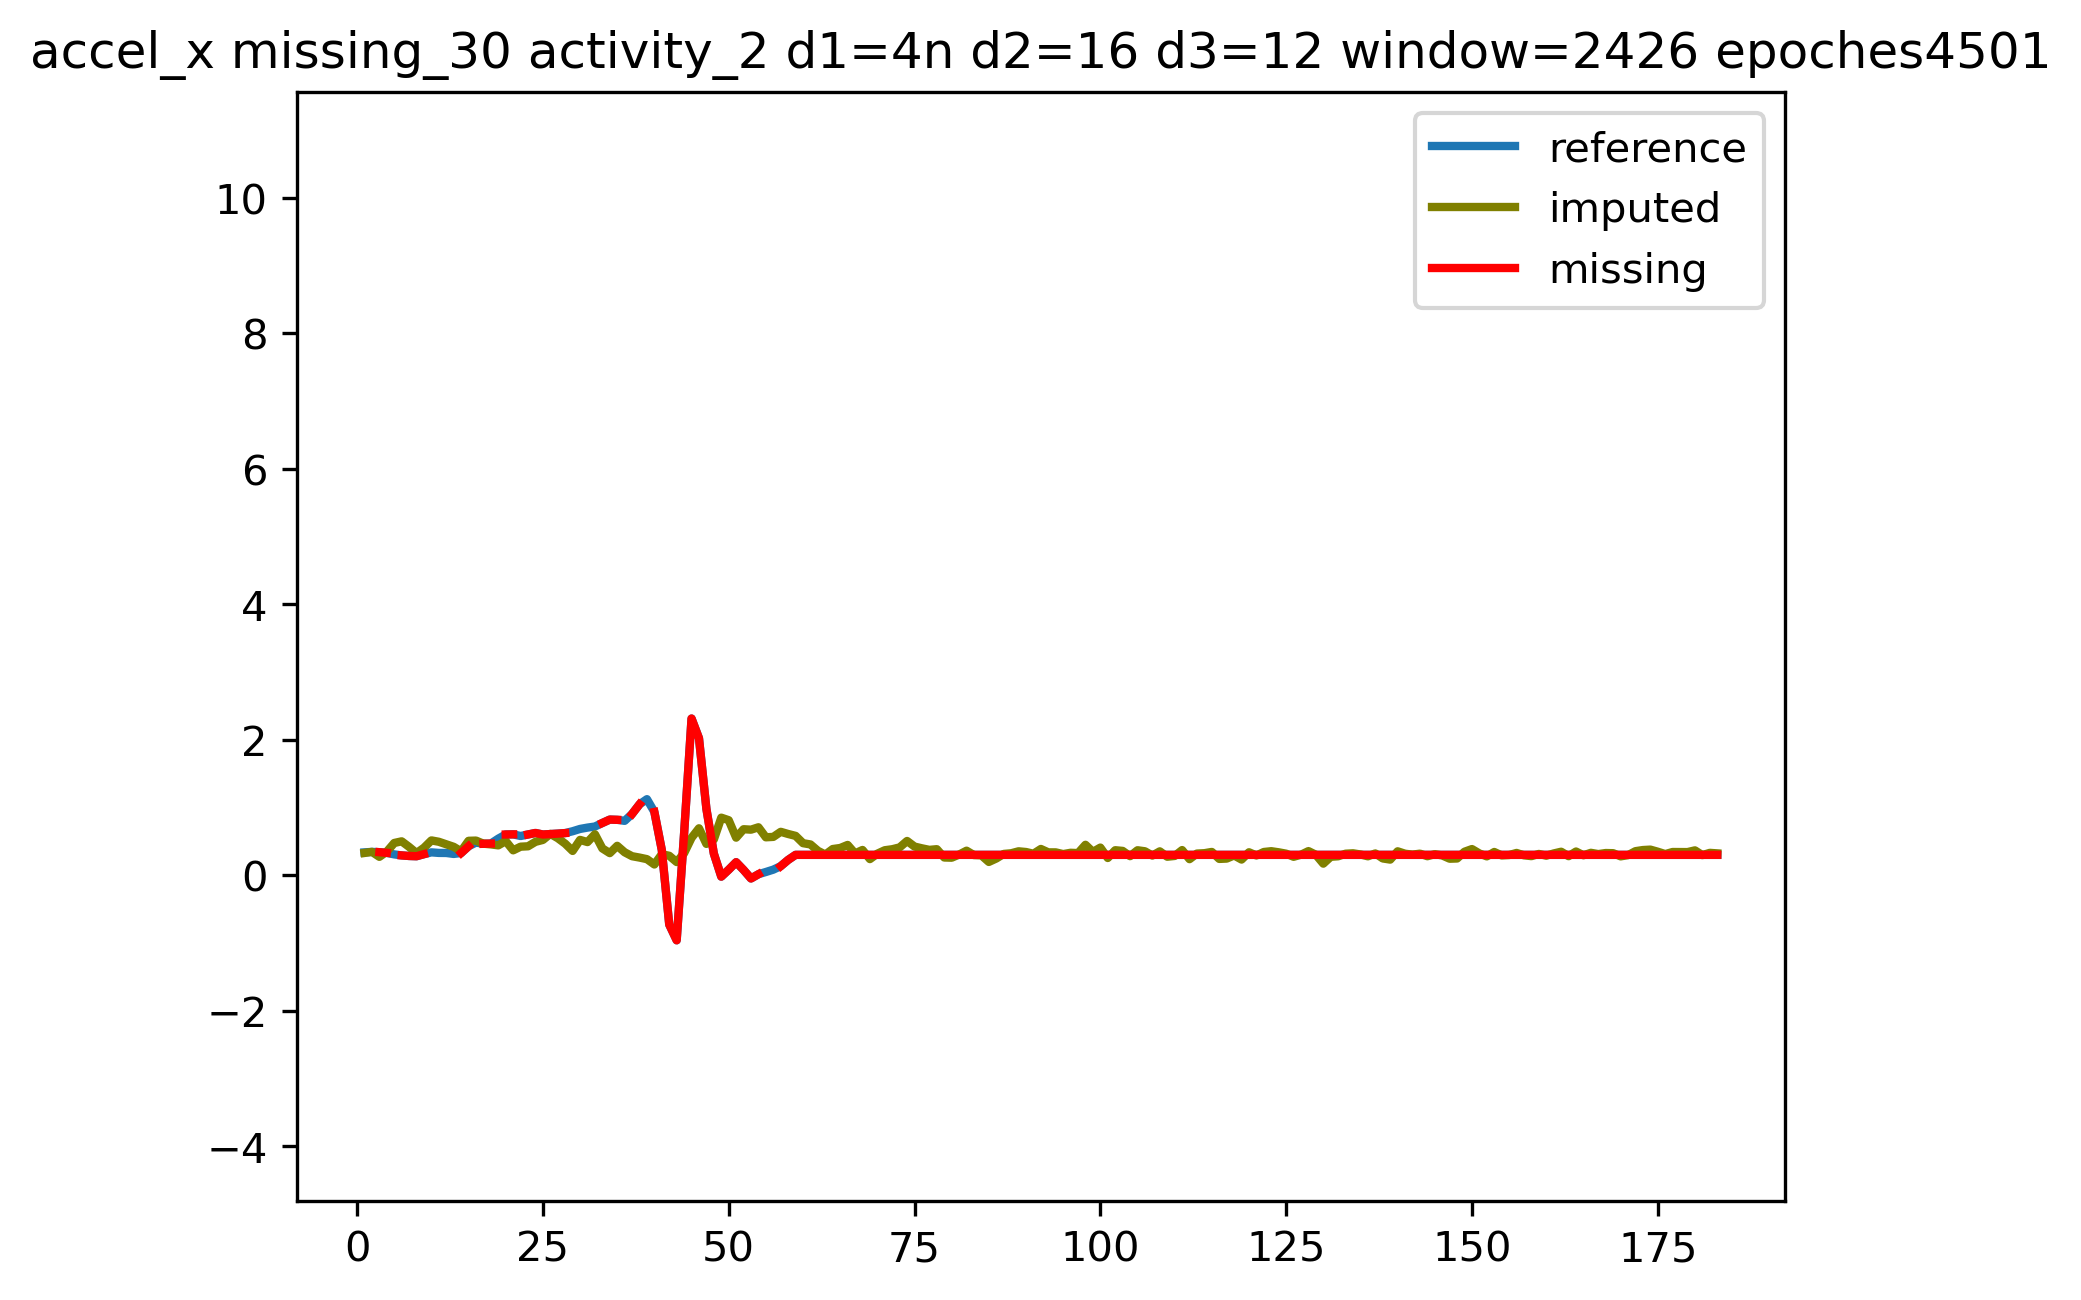 accel_x missing_30 activity_2 d1=4n d2=16 d3=12 window=2426 epoches4501
reference
imputed
missing
10
8
6
4
2
0
−2
−4
0 25 50 75 100 125 150 175